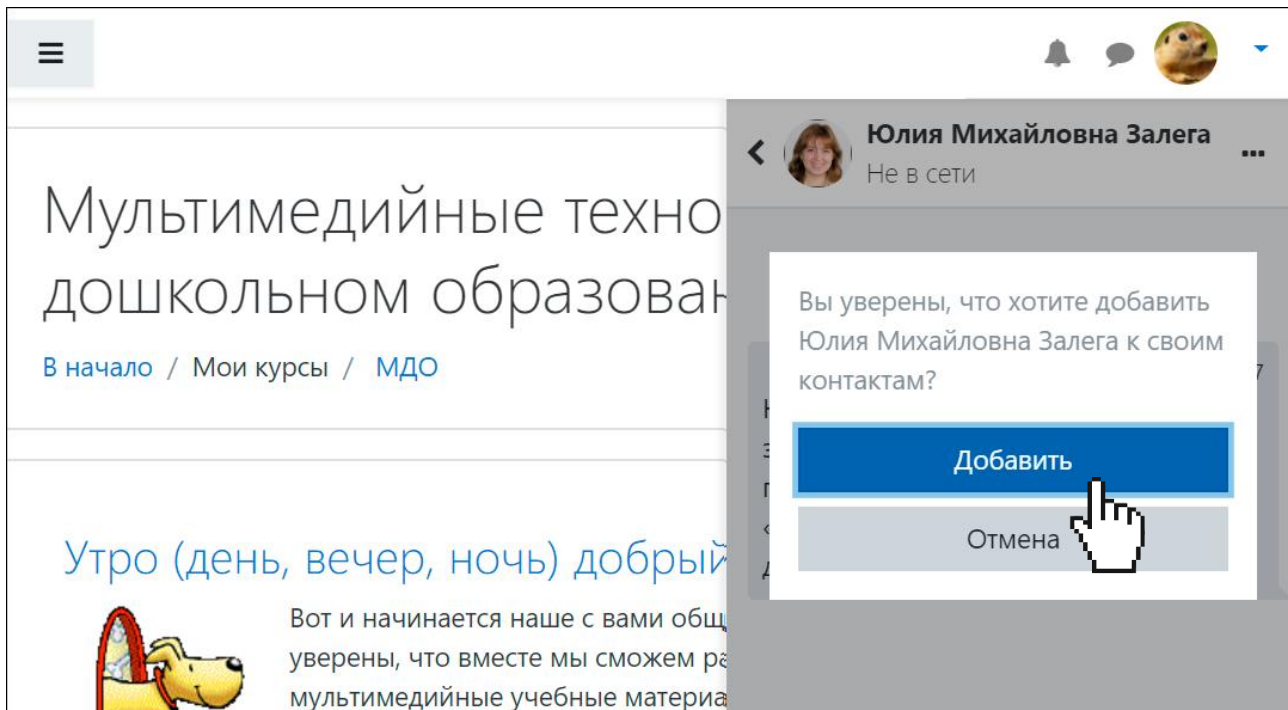 Юлия Михайловна Залега
Не в сети
Мультимедийные техно
дошкольном образован
В начало / Мои курсы / МДО
Вы уверены, что хотите добавить
Юлия Михайловна Залега к своим
контактам?
7
Добавить
Отмена
Утро (день, вечер, ночь) добрый
Вот и начинается наше с вами общ
уверены, что вместе мы сможем ра
мультимедийные учебные материа